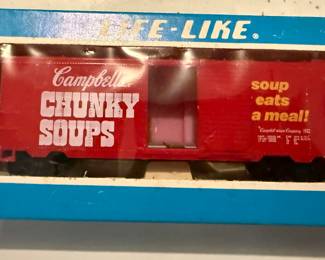 LIFE-LIKE®
Campbell's
CHUNKY
SOUPS
soup
eats
a meal!